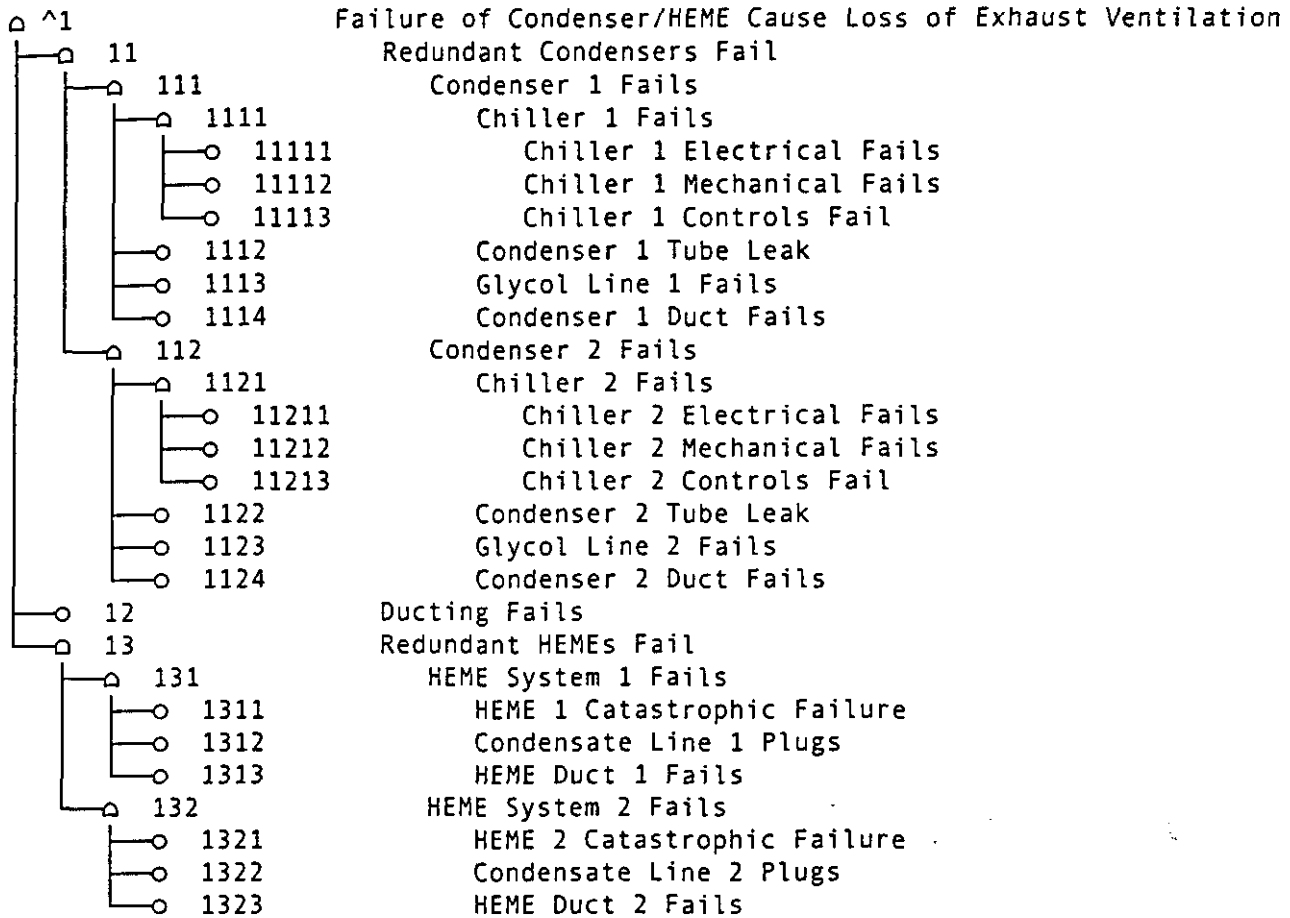 ^1 Failure of Condenser/HEME Cause Loss of Exhaust Ventilation
11 Redundant Condensers Fail
111 Condenser 1 Fails
1111 Chiller 1 Fails
11111 Chiller 1 Electrical Fails
11112 Chiller 1 Mechanical Fails
11113 Chiller 1 Controls Fail
1112 Condenser 1 Tube Leak
1113 Glycol Line 1 Fails
1114 Condenser 1 Duct Fails
112 Condenser 2 Fails
1121 Chiller 2 Fails
11211 Chiller 2 Electrical Fails
11212 Chiller 2 Mechanical Fails
11213 Chiller 2 Controls Fail
1122 Condenser 2 Tube Leak
1123 Glycol Line 2 Fails
1124 Condenser 2 Duct Fails
12 Ducting Fails
13 Redundant HEMEs Fail
131 HEME System 1 Fails
1311 HEME 1 Catastrophic Failure
1312 Condensate Line 1 Plugs
1313 HEME Duct 1 Fails
132 HEME System 2 Fails
1321 HEME 2 Catastrophic Failure
1322 Condensate Line 2 Plugs
1323 HEME Duct 2 Fails